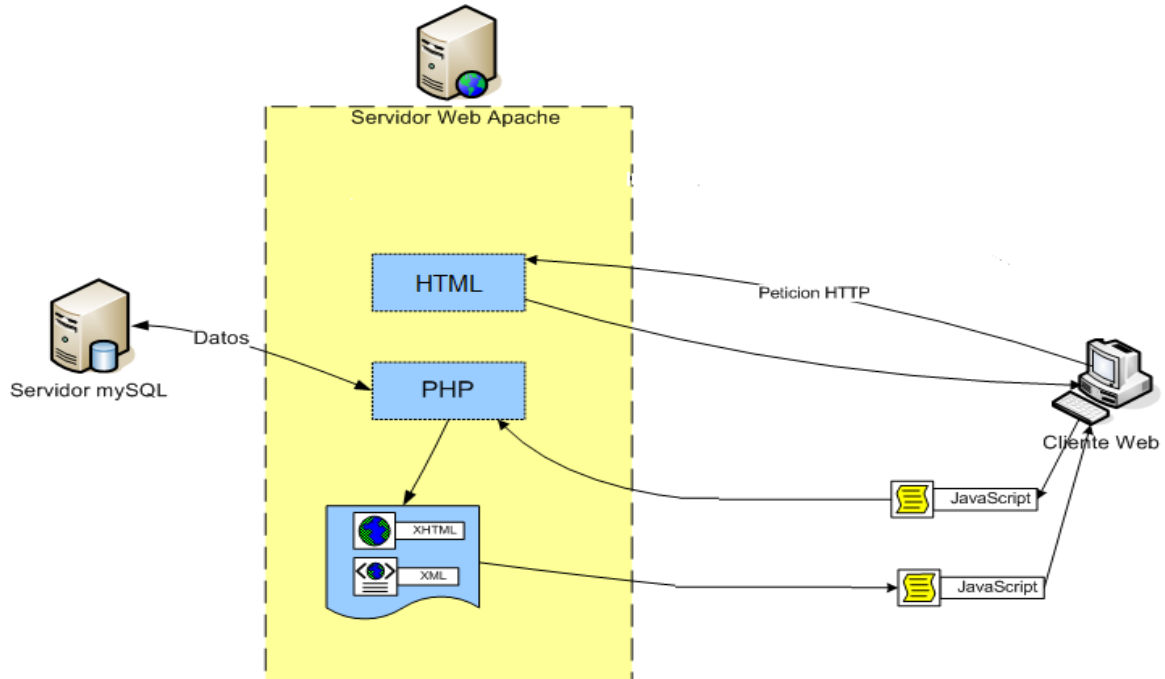 Servidor Web Apache
HTML
Peticion HTTP
Datos
Servidor mySQL
PHP
Cliente Web
JavaScript
XHTML
XML
JavaScript